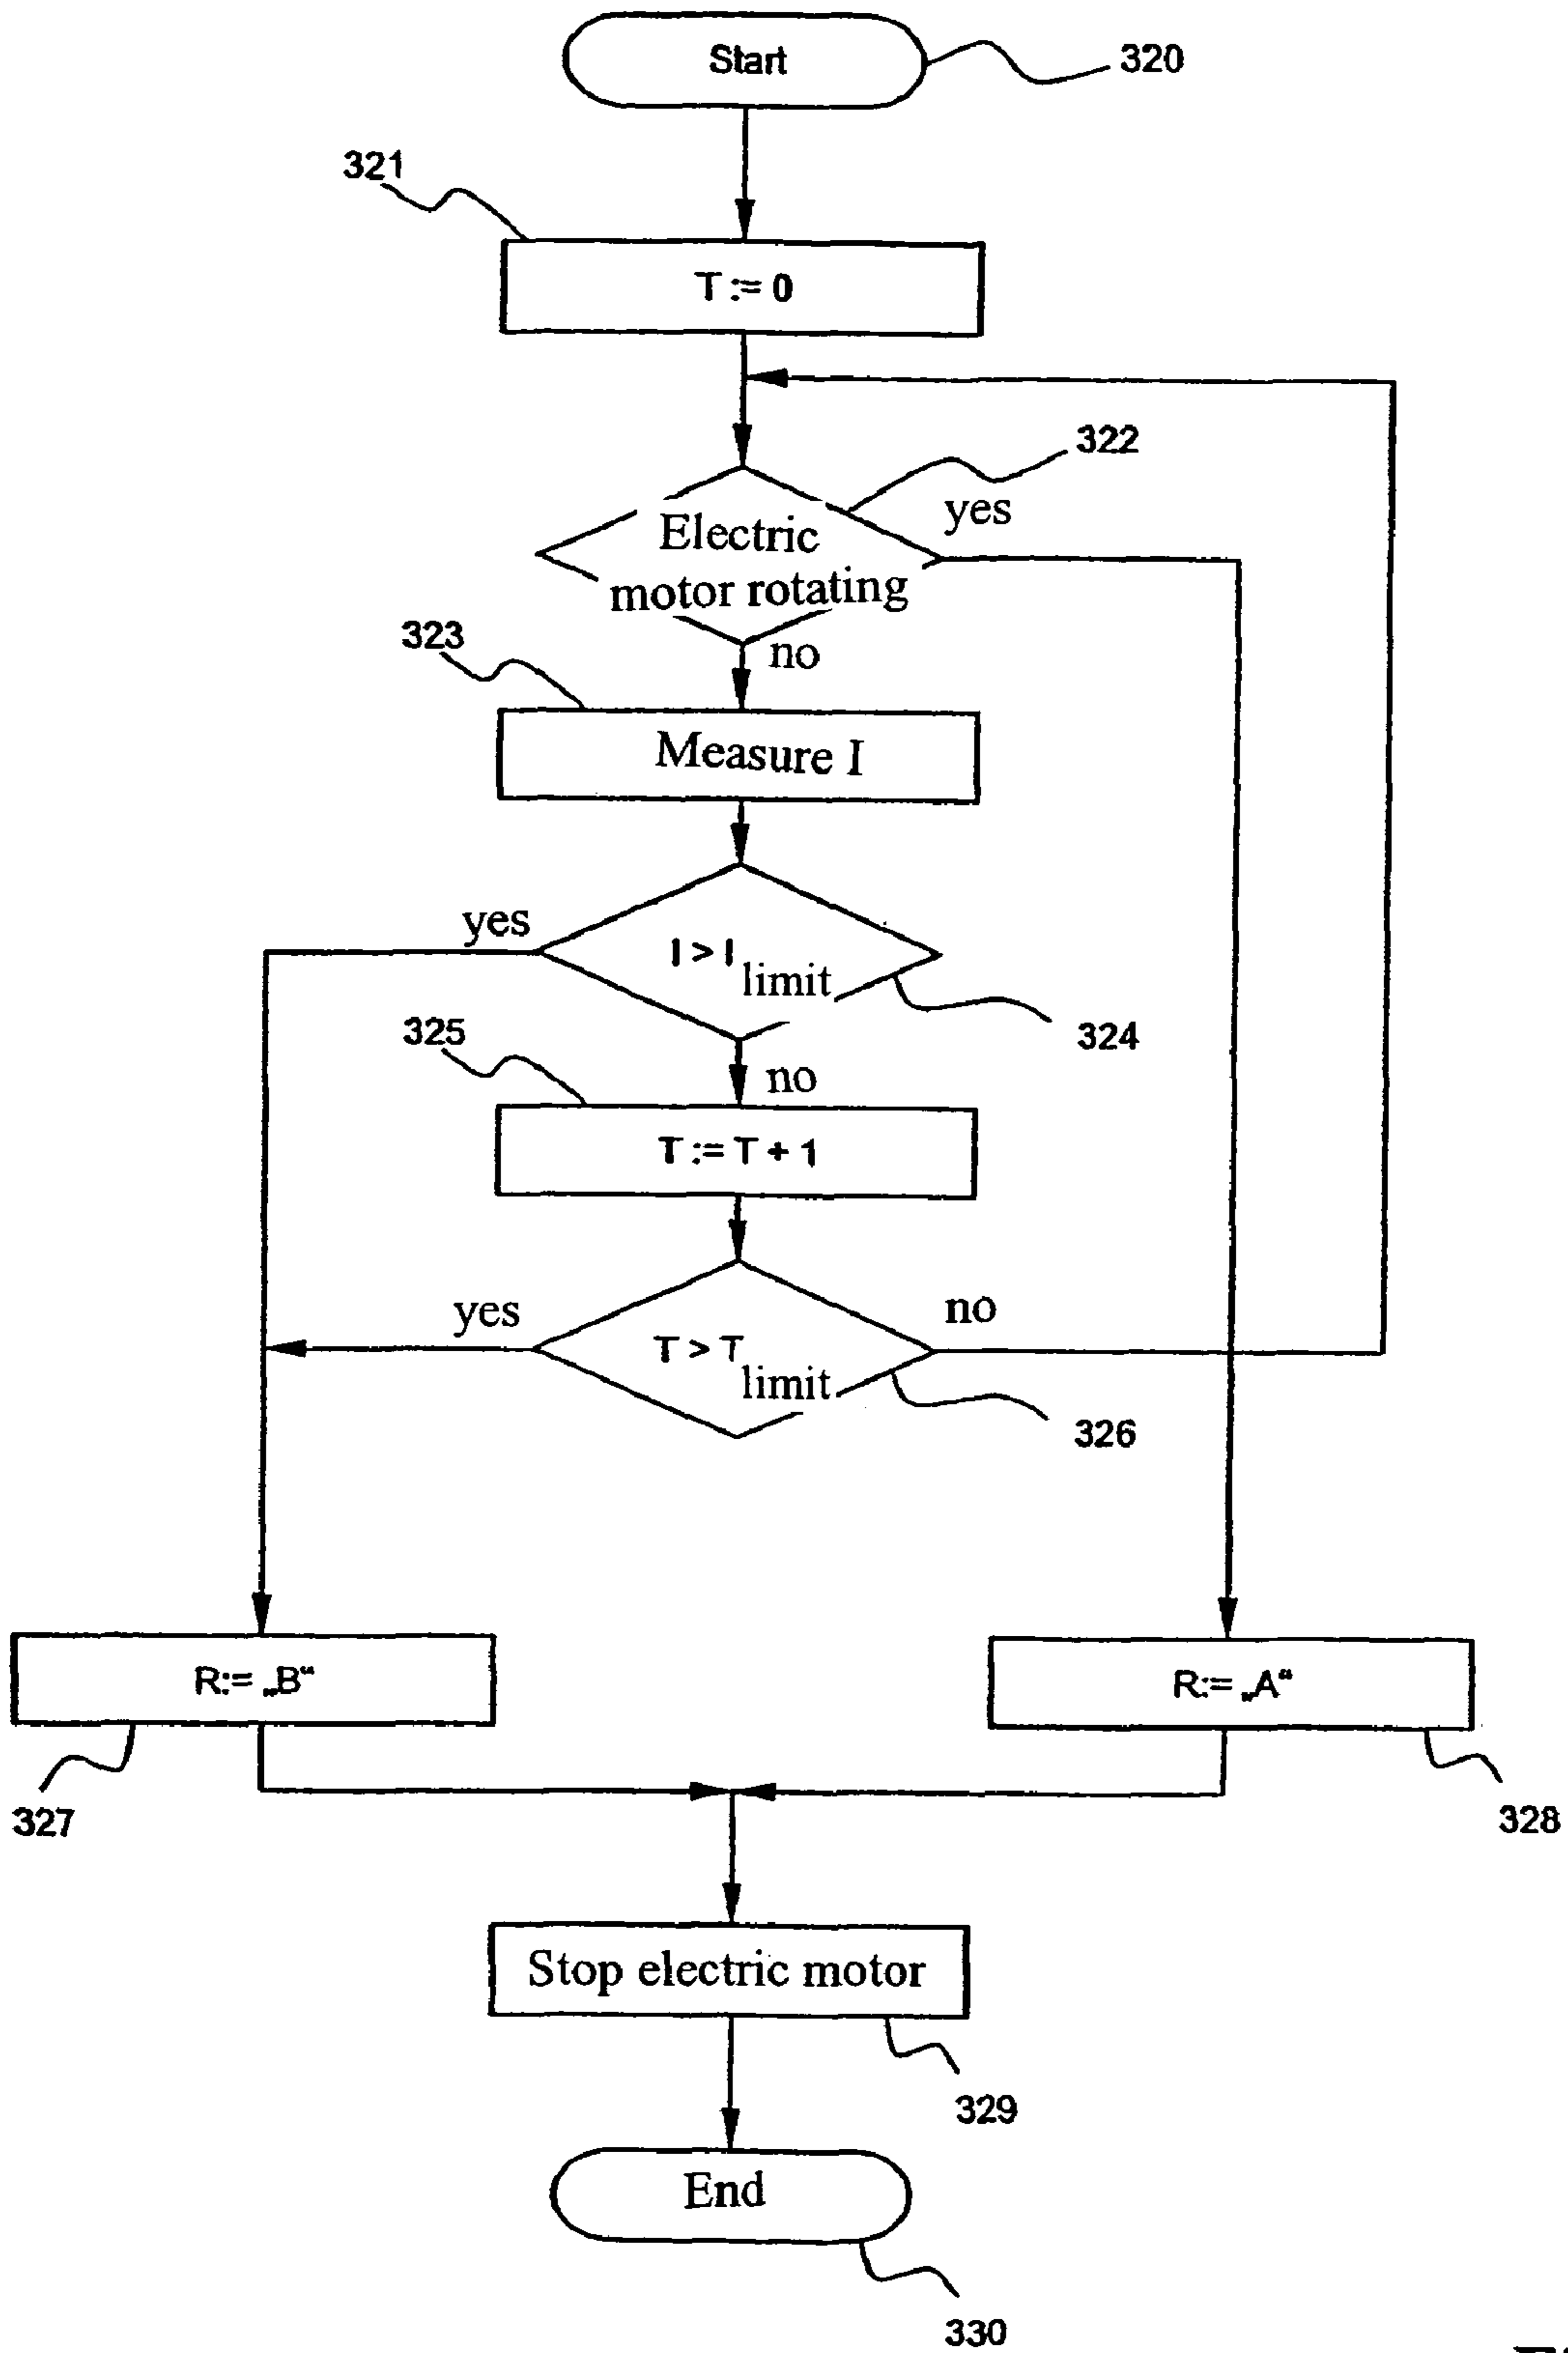 Start
320
321
T := 0
322
yes
Electric
motor rotating
323
no
Measure I
yes
I > I limit
324
325
no
T := T + 1
yes
no
T > T limit
326
R:= „B“
R:= „A“
327
328
Stop electric motor
329
End
330